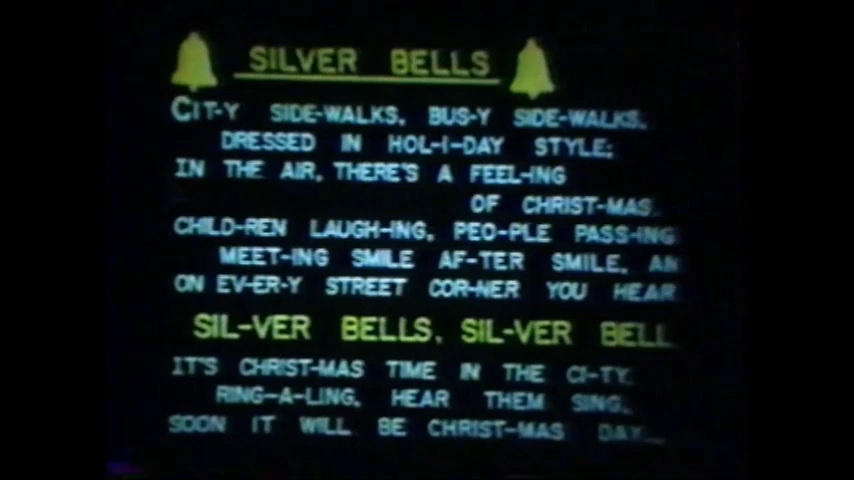 SILVER BELLS
CIT-Y SIDE-WALKS, BUS-Y SIDE-WALKS,
DRESSED IN HOL-I-DAY STYLE;
IN THE AIR, THERE'S A FEEL-ING
OF CHRIST-MAS.
CHILD-REN LAUGH-ING, PEO-PLE PASS-ING
MEET-ING SMILE AF-TER SMILE, AN
ON EV-ER-Y STREET COR-NER YOU HEAR
SIL-VER BELLS, SIL-VER BELL
IT'S CHRIST-MAS TIME IN THE CI-TY.
RING-A-LING, HEAR THEM SING,
SOON IT WILL BE CHRIST-MAS DAY...